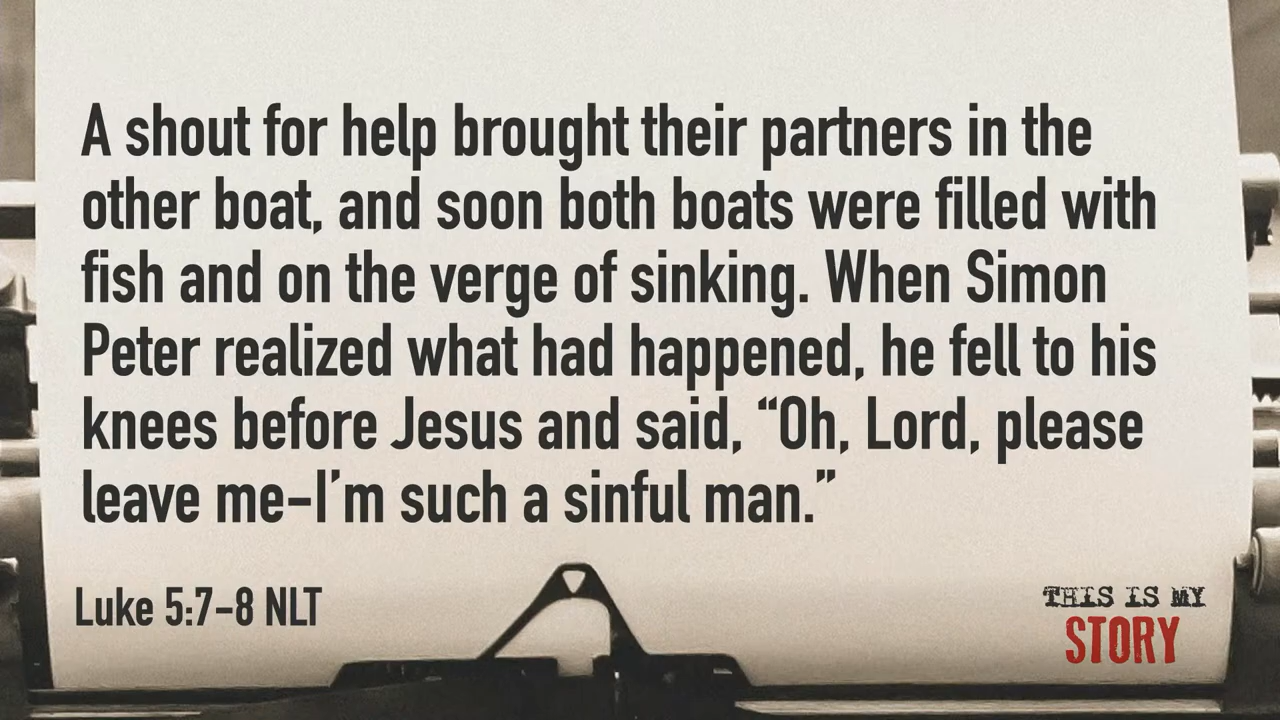 A shout for help brought their partners in the
other boat, and soon both boats were filled with
fish and on the verge of sinking. When Simon
Peter realized what had happened, he fell to his
knees before Jesus and said, “Oh, Lord, please
leave me–I’m such a sinful man.”
Luke 5:7–8 NLT
THIS IS MY
STORY